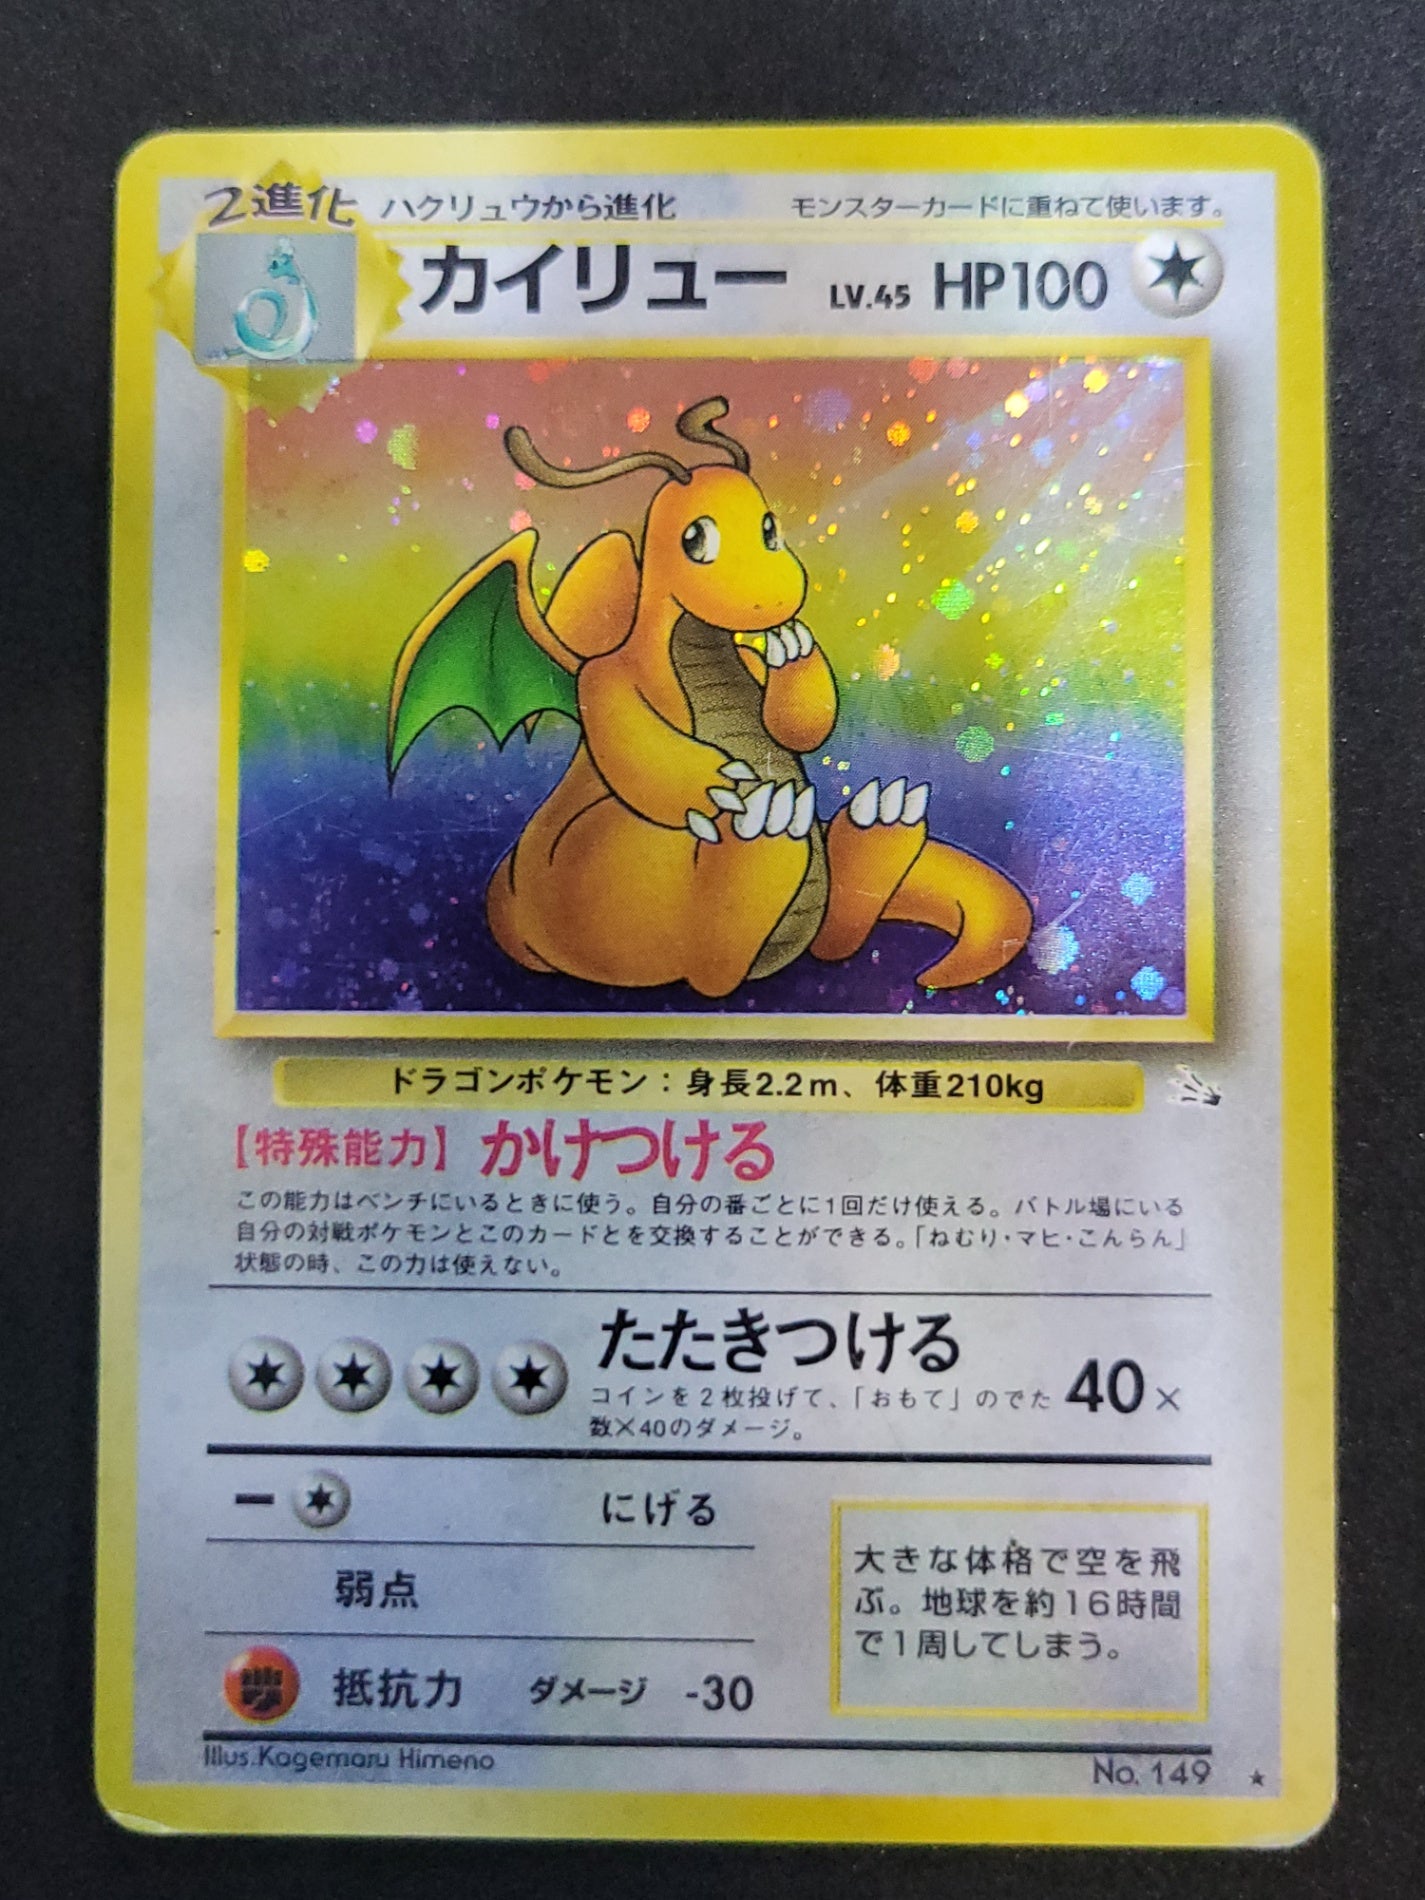 2進化 ハクリュウから進化 モンスターカードに重ねて使います。
カイリュー LV.45 HP100
ドラゴンポケモン：身長2.2m、体重210kg
【特殊能力】かけつける
この能力はベンチにいるときに使う。自分の番ごとに1回だけ使える。バトル場にいる
自分の対戦ポケモンとこのカードとを交換することができる。「ねむり・マヒ・こんらん」
状態の時、この力は使えない。
たたきつける
コインを2枚投げて、「おもて」のでた 40×
数×40のダメージ。
ー にげる
弱点
抵抗力 ダメージ -30
大きな体格で空を飛
ぶ。地球を約16時間
で1周してしまう。
Illus.Kagemaru Himeno
No. 149 ★